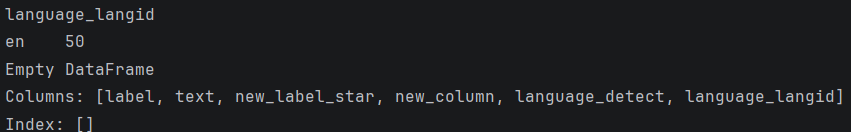 language_langid
en    50
Empty DataFrame
Columns: [label, text, new_label_star, new_column, language_detect, language_langid]
Index: []